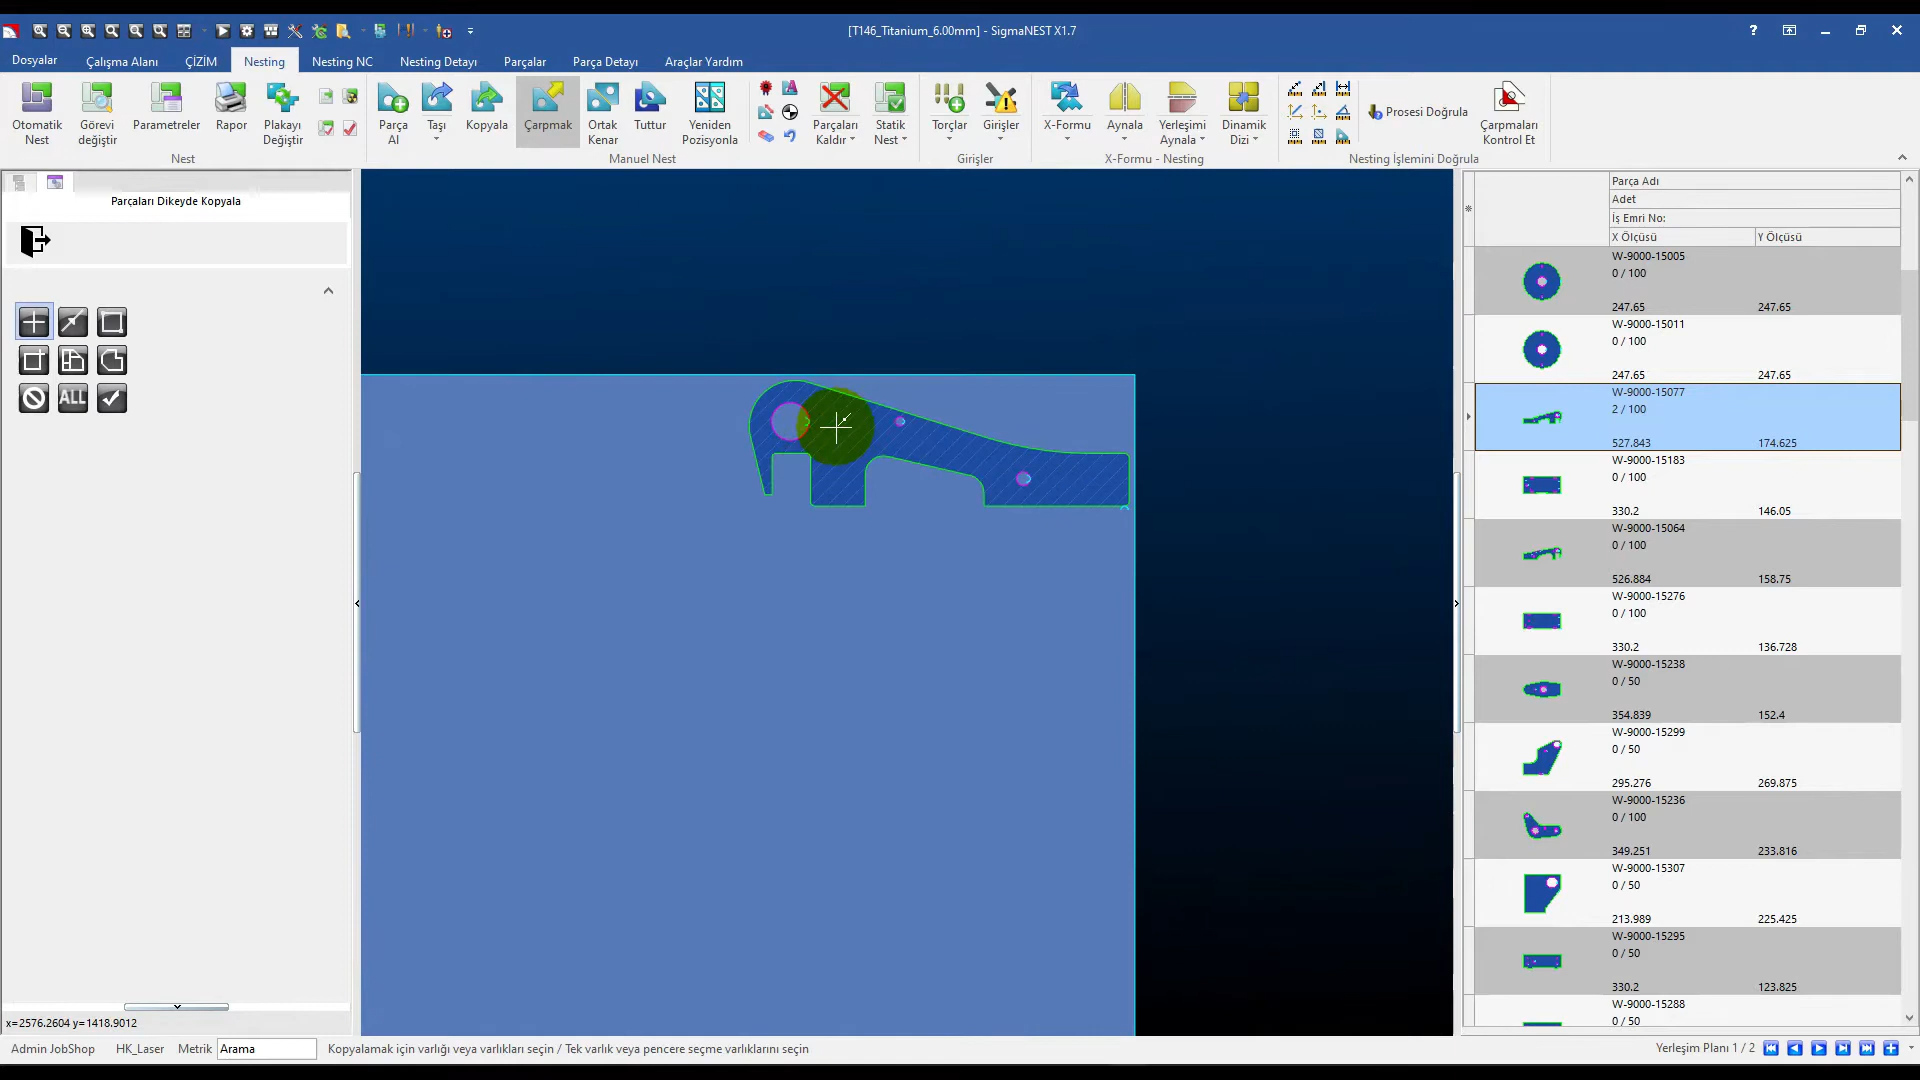 [T146_Titanium_6.00mm] - SigmaNEST X1.7
Dosyalar
Çalışma Alanı
ÇİZİM
Nesting
Nesting NC
Nesting Detayı
Parçalar
Parça Detayı
Araçlar Yardım
Otomatik Nest
Görevi değiştir
Parametreler
Rapor
Plakayı Değiştir
Parça Al
Taşı
Kopyala
Çarpmak
Ortak Kenar
Tuttur
Yeniden Pozisyonla
Parçaları Kaldır
Statik Nest
Torçlar
Girişler
X-Formu
Aynala
Yerleşimi Aynala
Dinamik Dizi
Prosesi Doğrula
Çarpmaları Kontrol Et
Nest
Manuel Nest
Girişler
X-Formu - Nesting
Nesting İşlemini Doğrula
Parçaları Dikeyde Kopyala
ALL
Parça Adı
Adet
İş Emri No:
X Ölçüsü
Y Ölçüsü
W-9000-15005
0 / 100
247.65
247.65
W-9000-15011
0 / 100
247.65
247.65
W-9000-15077
2 / 100
527.843
174.625
W-9000-15183
0 / 100
330.2
146.05
W-9000-15064
0 / 100
526.884
158.75
W-9000-15276
0 / 100
330.2
136.728
W-9000-15238
0 / 50
354.839
152.4
W-9000-15299
0 / 50
295.276
269.875
W-9000-15236
0 / 100
349.251
233.816
W-9000-15307
0 / 50
213.989
225.425
W-9000-15295
0 / 50
330.2
123.825
W-9000-15288
0 / 50
x=2576.2604 y=1418.9012
Admin JobShop
HK_Laser
Metrik
Arama
Kopyalamak için varlığı veya varlıkları seçin / Tek varlık veya pencere seçme varlıklarını seçin
Yerleşim Planı 1 / 2